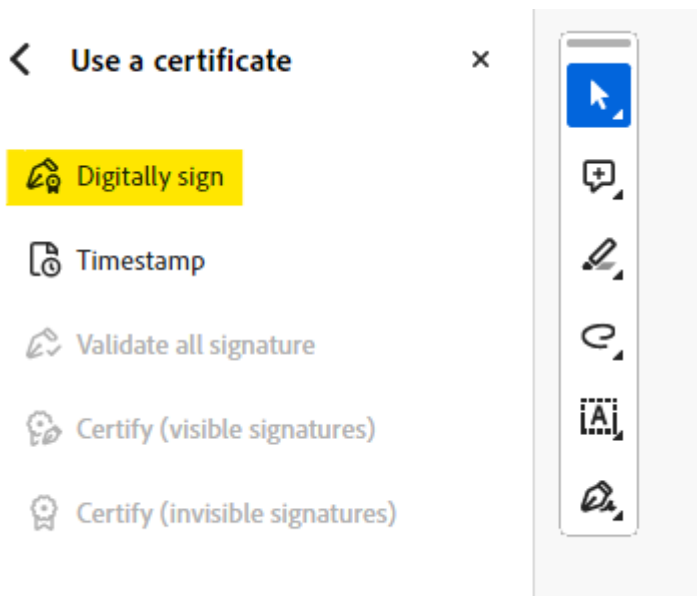 Use a certificate
Digitally sign
Timestamp
Validate all signature
Certify (visible signatures)
Certify (invisible signatures)
A